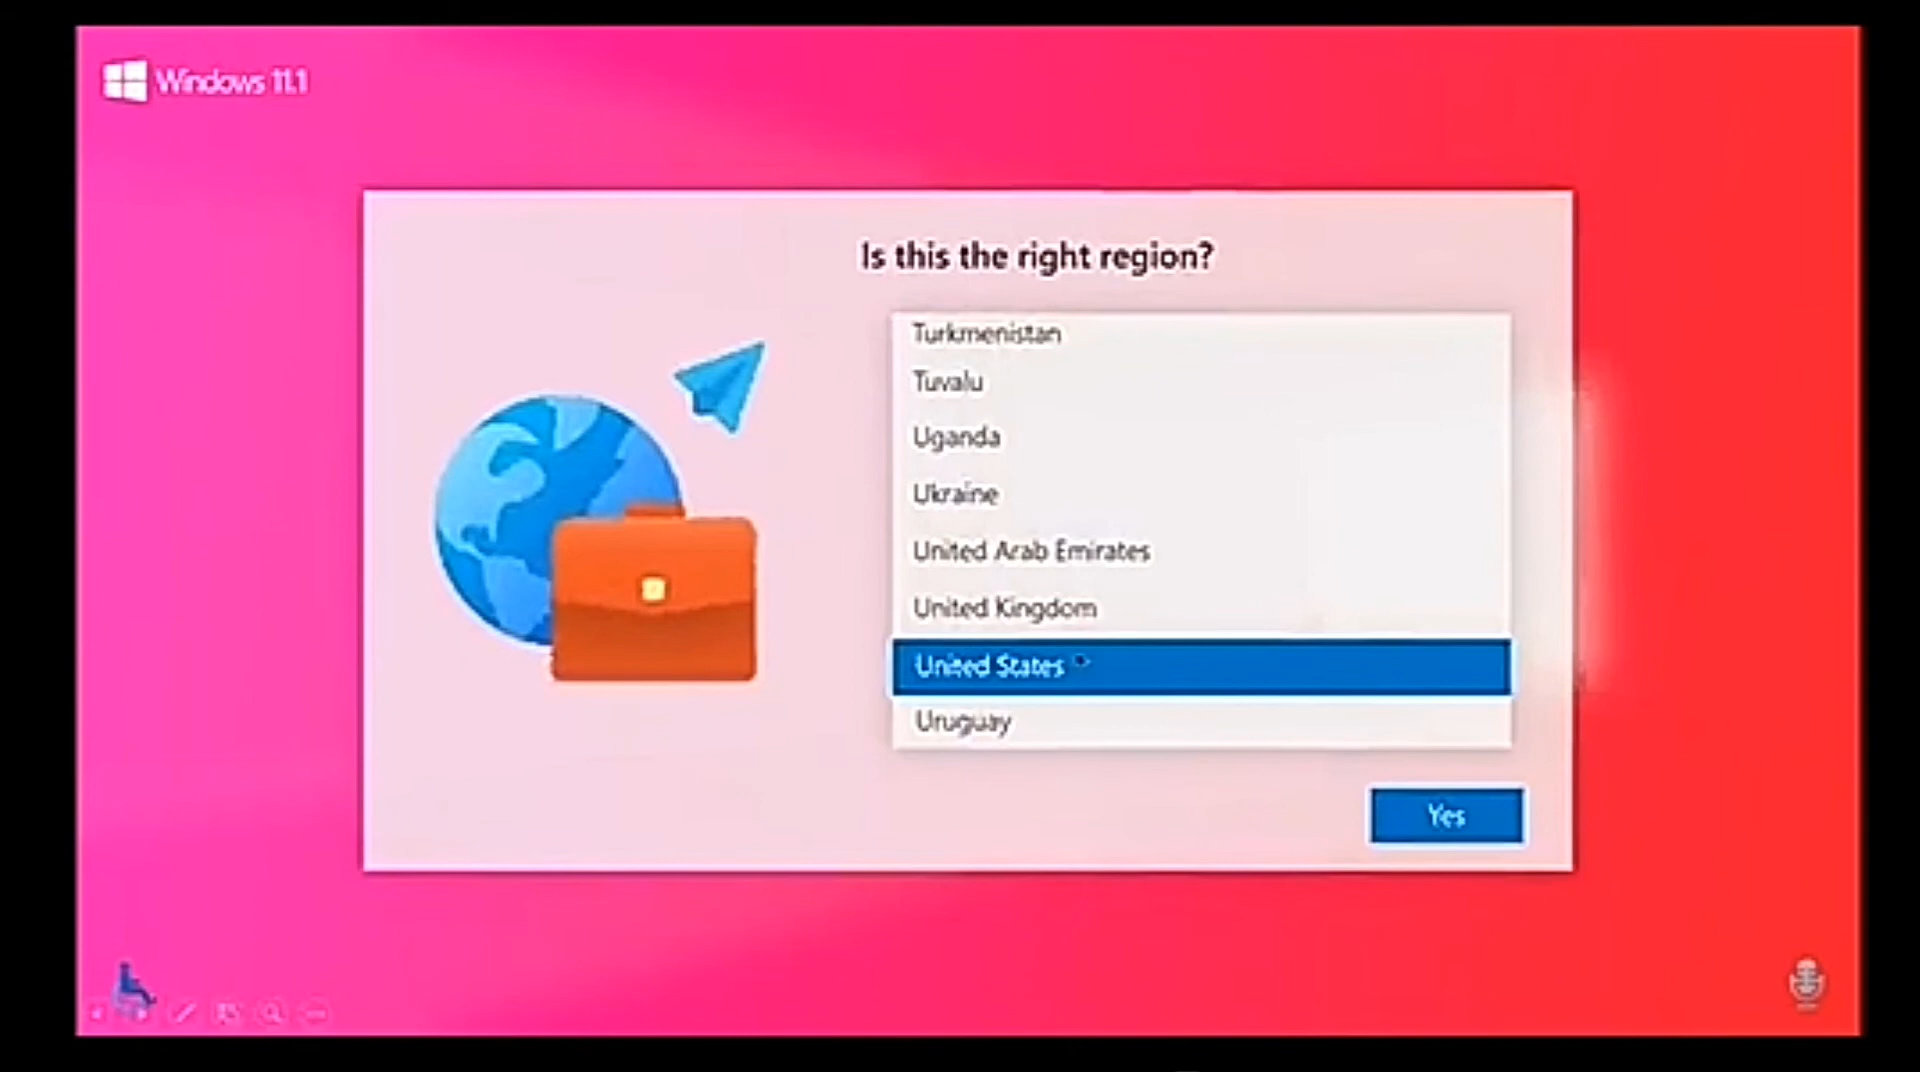 Windows 11.1
Is this the right region?
Turkmenistan
Tuvalu
Uganda
Ukraine
United Arab Emirates
United Kingdom
United States
Uruguay
Yes